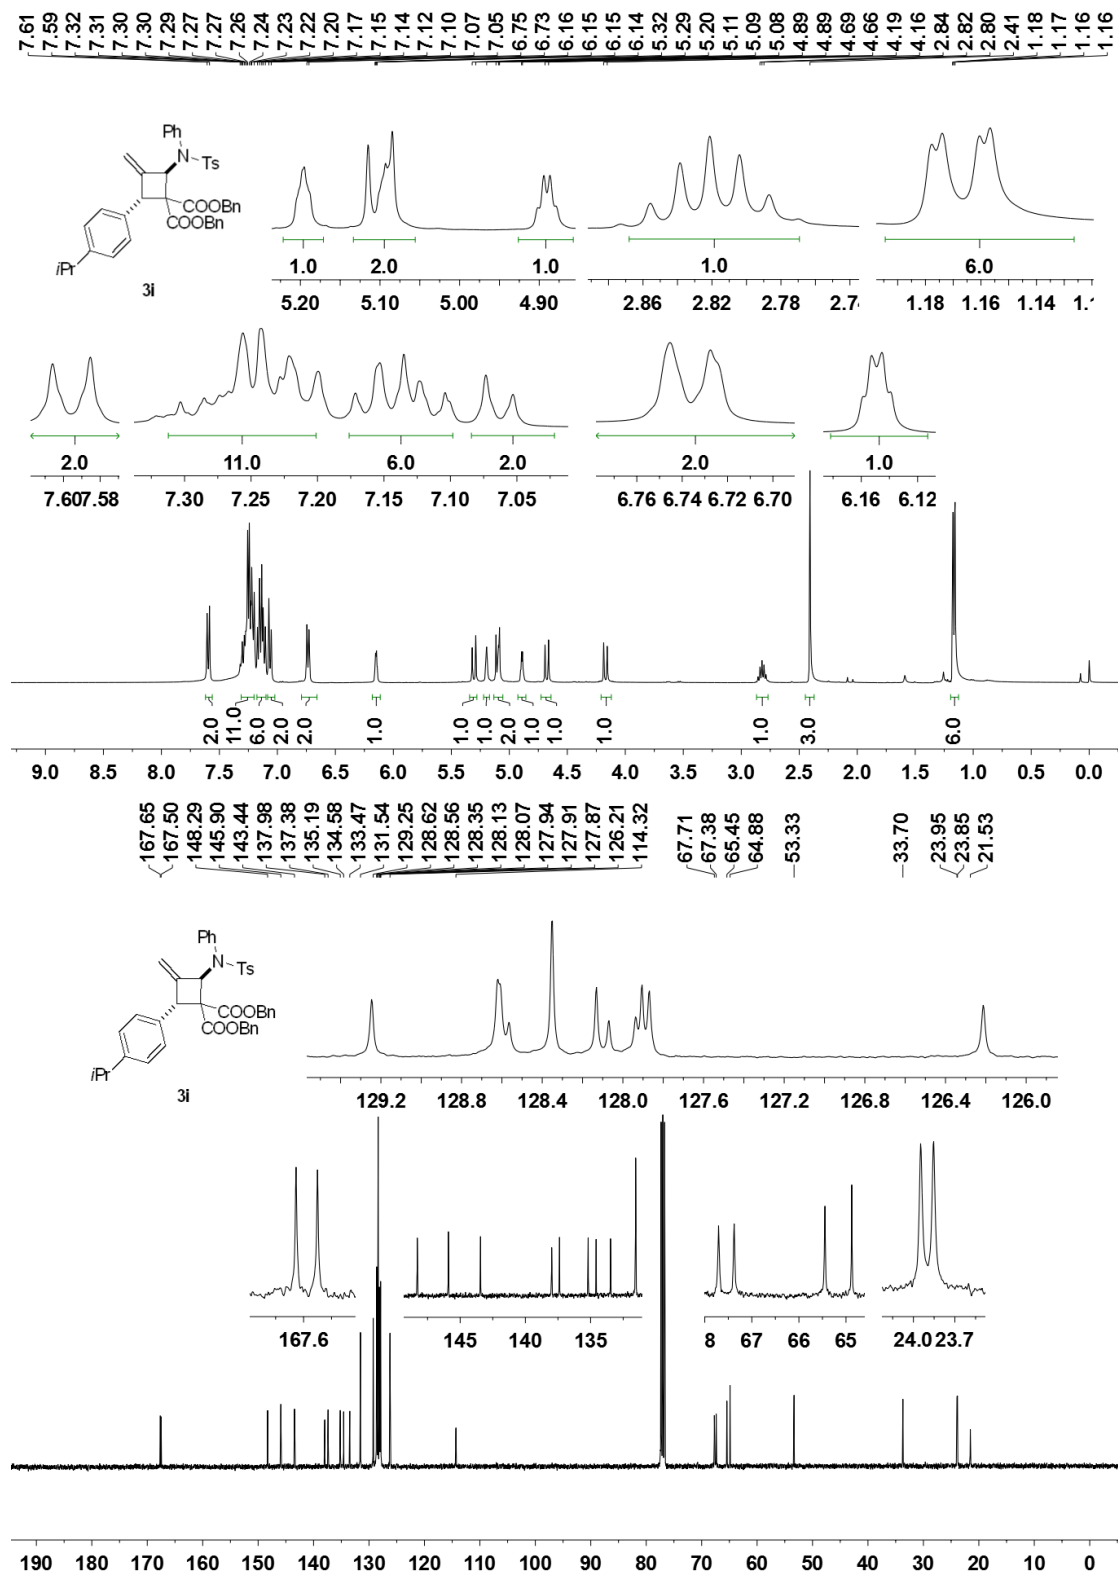 7.61 7.59 7.32 7.31 7.30 7.30 7.29 7.27 7.27 7.26 7.24 7.23 7.22 7.20 7.17 7.15 7.14 7.12 7.10 7.07 7.05 6.75 6.73 6.16 6.15 6.15 6.14 5.32 5.29 5.20 5.11 5.09 5.08 4.89 4.89 4.69 4.66 4.19 4.16 2.84 2.82 2.80 2.41 1.18 1.17 1.16 1.16
Ph
N Ts
COOBn
COOBn
iPr
3i
1.0 2.0 1.0 1.0 6.0
5.20 5.10 5.00 4.90 2.86 2.82 2.78 2.74 1.18 1.16 1.14
2.0 11.0 6.0 2.0 2.0 1.0
7.60 7.58 7.30 7.25 7.20 7.15 7.10 7.05 6.76 6.74 6.72 6.70 6.16 6.12
2.0 11.0 6.0 2.0 2.0 1.0 1.0 1.0 2.0 1.0 1.0 1.0 1.0 3.0 6.0
9.0 8.5 8.0 7.5 7.0 6.5 6.0 5.5 5.0 4.5 4.0 3.5 3.0 2.5 2.0 1.5 1.0 0.5 0.0
167.65 167.50 148.29 145.90 143.44 137.98 137.38 135.19 134.58 133.47 131.54 129.25 128.62 128.56 128.35 128.13 128.07 127.94 127.91 127.87 126.21 114.32 67.71 67.38 65.45 64.88 53.33 33.70 23.95 23.85 21.53
Ph
N Ts
COOBn
COOBn
iPr
3i
129.2 128.8 128.4 128.0 127.6 127.2 126.8 126.4 126.0
167.6 145 140 135 8 67 66 65 24.0 23.7
190 180 170 160 150 140 130 120 110 100 90 80 70 60 50 40 30 20 10 0